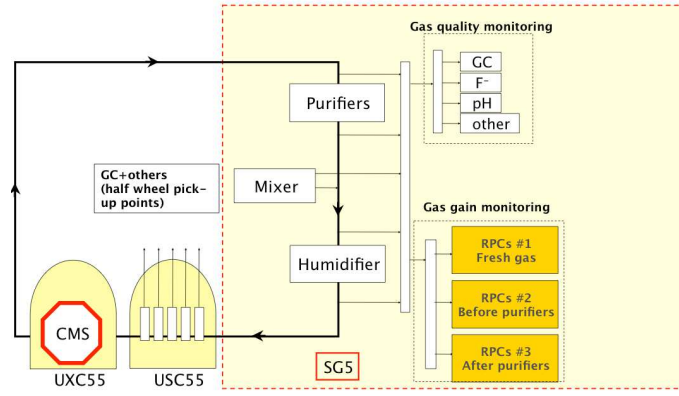 Gas quality monitoring
GC
F⁻
pH
other
Purifiers
GC+others
(half wheel pick-
up points)
Mixer
Gas gain monitoring
Humidifier
RPCs #1
Fresh gas
RPCs #2
Before purifiers
RPCs #3
After purifiers
CMS
UXC55
USC55
SG5